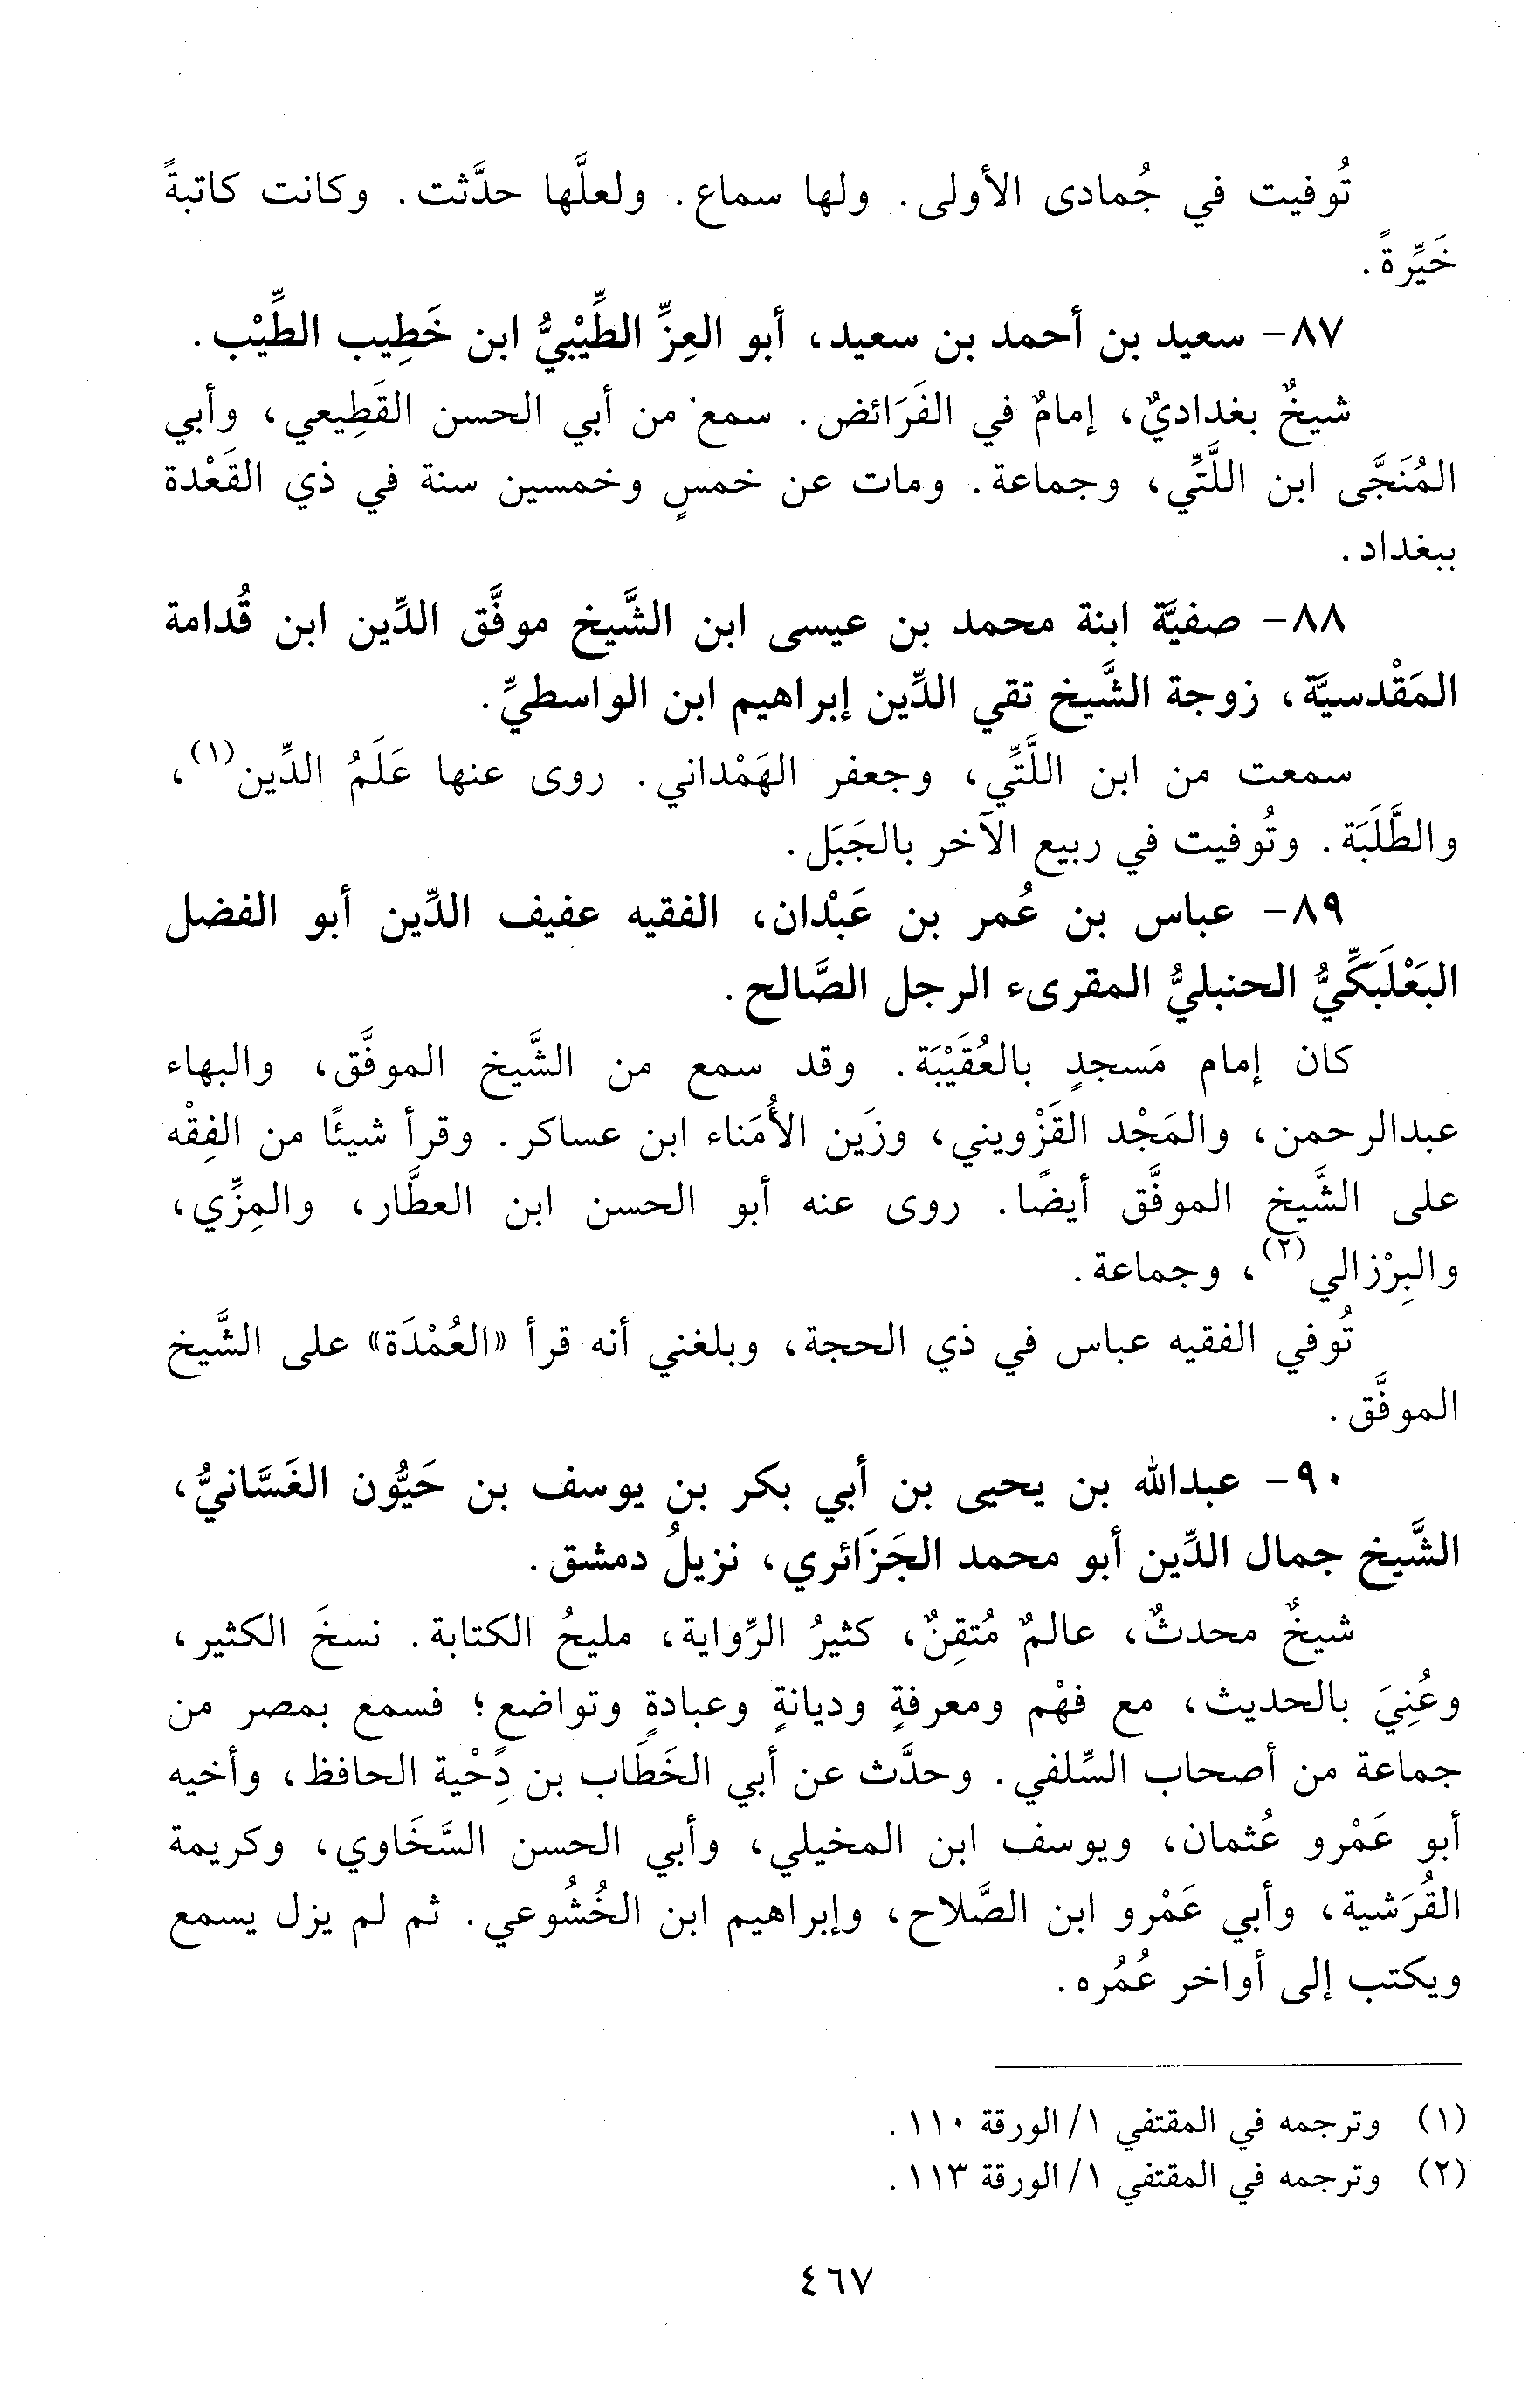 تُوفيت في جُمادى الأولى. ولها سماع. ولعلَّها حدَّثت. وكانت كاتبةً
خَيِّرةً.
٨٧- سعيد بن أحمد بن سعيد، أبو العِزِّ الطِّيْبيُّ ابن خَطِيب الطِّيْب.
شيخٌ بغداديٌ، إمامٌ في الفَرَائض. سمع من أبي الحسن القَطِيعي، وأبي
المُنَجَّى ابن اللَّتِّي، وجماعة. ومات عن خمسٍ وخمسين سنة في ذي القَعْدة
ببغداد.
٨٨- صفيَّة ابنة محمد بن عيسى ابن الشَّيخ موفَّق الدِّين ابن قُدامة
المَقْدسيَّة، زوجة الشَّيخ تقي الدِّين إبراهيم ابن الواسطيِّ.
سمعت من ابن اللَّتِّي، وجعفر الهَمْداني. روى عنها عَلَمُ الدِّين(١)،
والطَّلَبَة. وتُوفيت في ربيع الآخر بالجَبَل.
٨٩- عباس بن عُمر بن عَبْدان، الفقيه عفيف الدِّين أبو الفضل
البَعْلَبَكِّيُّ الحنبليُّ المقرىء الرجل الصَّالح.
كان إمام مَسجدٍ بالعُقَيْبَة. وقد سمع من الشَّيخ الموفَّق، والبهاء
عبدالرحمن، والمَجْد القَزْويني، وزَين الأُمَناء ابن عساكر. وقرأ شيئًا من الفِقْه
على الشَّيخ الموفَّق أيضًا. روى عنه أبو الحسن ابن العطَّار، والمِزِّي،
والبِرْزالي(٢)، وجماعة.
تُوفي الفقيه عباس في ذي الحجة، وبلغني أنه قرأ «العُمْدَة» على الشَّيخ
الموفَّق.
٩٠- عبدالله بن يحيى بن أبي بكر بن يوسف بن حَيُّون الغَسَّانيُّ،
الشَّيخ جمال الدِّين أبو محمد الجَزَائري، نزيلُ دمشق.
شيخٌ محدثٌ، عالمٌ مُتقِنٌ، كثيرُ الرِّواية، مليحُ الكتابة. نسخَ الكثير،
وعُنِيَ بالحديث، مع فهْم ومعرفةٍ وديانةٍ وعبادةٍ وتواضع؛ فسمع بمصر من
جماعة من أصحاب السِّلفي. وحدَّث عن أبي الخَطَاب بن دِحْية الحافظ، وأخيه
أبو عَمْرو عُثمان، ويوسف ابن المخيلي، وأبي الحسن السَّخَاوي، وكريمة
القُرَشية، وأبي عَمْرو ابن الصَّلاح، وإبراهيم ابن الخُشُوعي. ثم لم يزل يسمع
ويكتب إلى أواخر عُمُره.
(١) وترجمه في المقتفي ١/ الورقة ١١٠.
(٢) وترجمه في المقتفي ١/ الورقة ١١٣.
٤٦٧